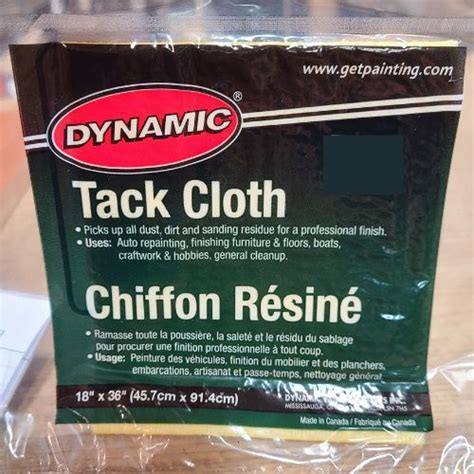 www.getpainting.com
DYNAMIC®
Tack Cloth
• Picks up all dust, dirt and sanding residue for a professional finish.
• Uses: Auto repainting, finishing furniture & floors, boats,
craftwork & hobbies, general cleanup.
Chiffon Résiné
• Ramasse toute la poussière, la saleté et le résidu du sablage
pour procurer une finition professionnelle à tout coup.
• Usage: Peinture des véhicules, finition du mobilier et des planchers,
embarcations, artisanat et passe-temps, nettoyage général.
18" x 36" (45.7cm x 91.4cm)
DYNAMIC INC.
MISSISSAUGA, 7H5
Made in Canada / Fabriqué au Canada